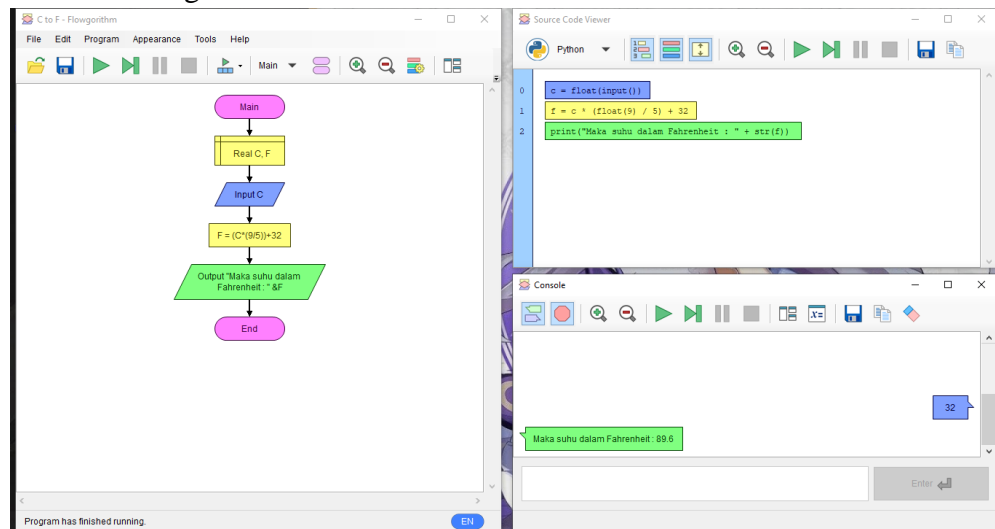 C to F - Flowgorithm
File Edit Program Appearance Tools Help
Main
Main
Real C, F
Input C
F = (C*(9/5))+32
Output "Maka suhu dalam
Fahrenheit : " &F
End
Program has finished running.
EN
Source Code Viewer
Python
0 c = float(input())
1 f = c * (float(9) / 5) + 32
2 print("Maka suhu dalam Fahrenheit : " + str(f))
Console
32
Maka suhu dalam Fahrenheit : 89.6
Enter